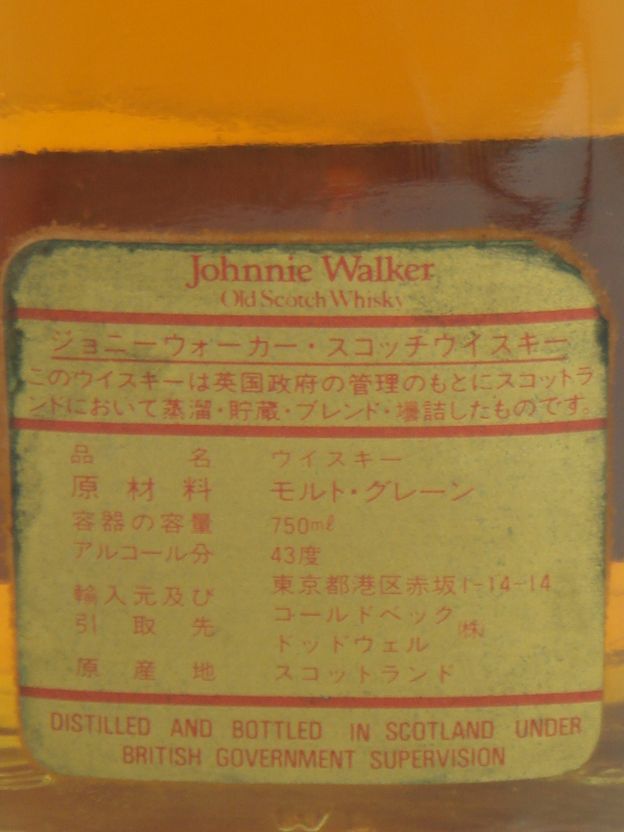 Johnnie Walker
Old Scotch Whisky
ジョニーウォーカー・スコッチウイスキー
このウイスキーは英国政府の管理のもとにスコットラ
ンドにおいて蒸溜・貯蔵・ブレンド・壜詰したものです。
品名 ウイスキー
原材料 モルト・グレーン
容器の容量 750mℓ
アルコール分 43度
輸入元及び 東京都港区赤坂1-14-14
引取先 コールドベック
ドッドウェル ㈱
原産地 スコットランド
DISTILLED AND BOTTLED IN SCOTLAND UNDER
BRITISH GOVERNMENT SUPERVISION